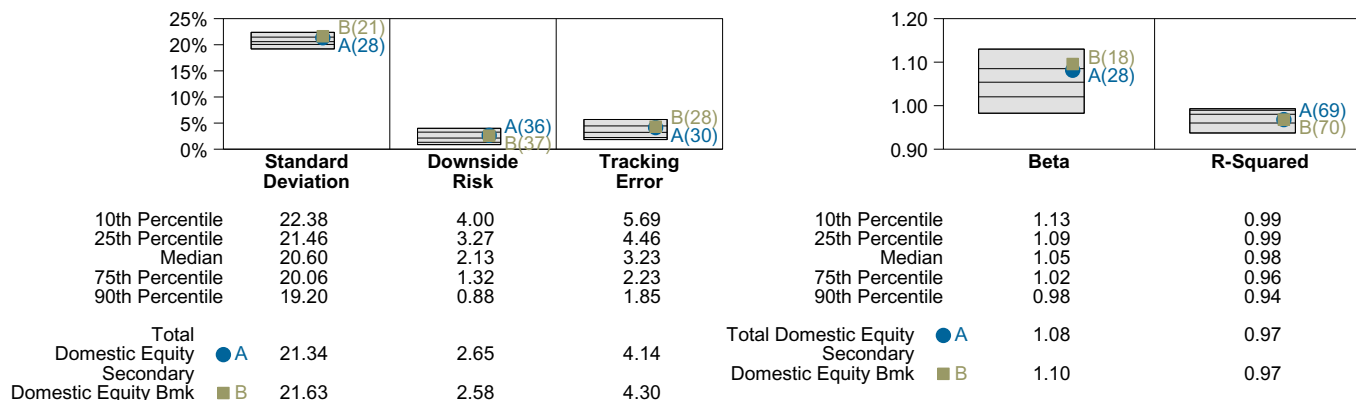 25%
20%
15%
10%
5%
0%
B(21)
A(28)
A(36)
B(37)
B(28)
A(30)
Standard Deviation
Downside Risk
Tracking Error
10th Percentile 22.38 4.00 5.69
25th Percentile 21.46 3.27 4.46
Median 20.60 2.13 3.23
75th Percentile 20.06 1.32 2.23
90th Percentile 19.20 0.88 1.85
Total
Domestic Equity A 21.34 2.65 4.14
Secondary
Domestic Equity Bmk B 21.63 2.58 4.30
1.20
1.10
1.00
0.90
B(18)
A(28)
A(69)
B(70)
Beta
R-Squared
10th Percentile 1.13 0.99
25th Percentile 1.09 0.99
Median 1.05 0.98
75th Percentile 1.02 0.96
90th Percentile 0.98 0.94
Total Domestic Equity A 1.08 0.97
Secondary
Domestic Equity Bmk B 1.10 0.97